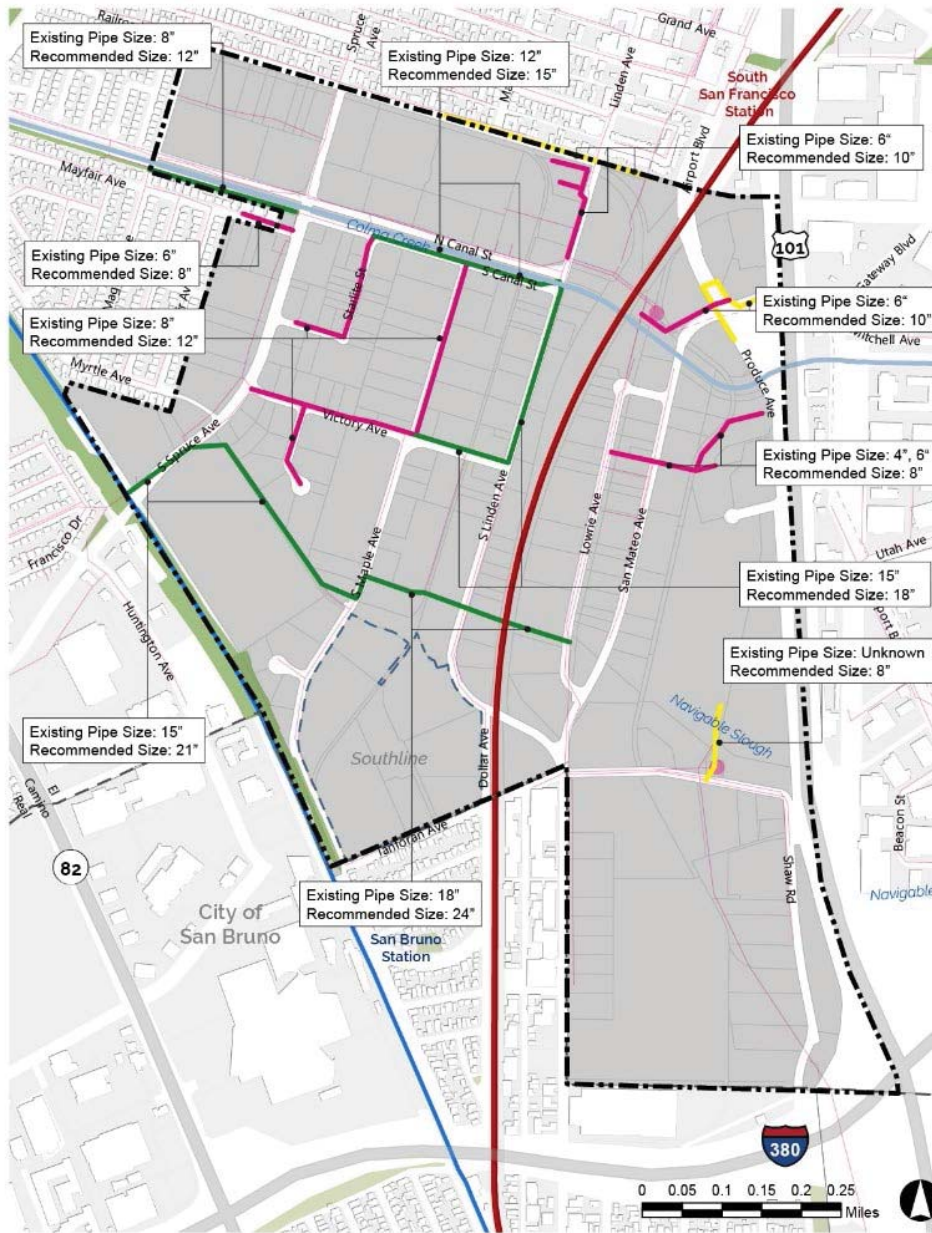 Railro
Spruce
Ave
Grand Ave
Linden Ave
Existing Pipe Size: 8"
Recommended Size: 12"
Existing Pipe Size: 12"
Recommended Size: 15"
South
San Francisco
Station
Existing Pipe Size: 6"
Recommended Size: 10"
Mayfair Ave
Colma Creek
N Canal St
S Canal St
101
Gateway Blvd
Existing Pipe Size: 6"
Recommended Size: 8"
Starlite St
Existing Pipe Size: 6"
Recommended Size: 10"
Existing Pipe Size: 8"
Recommended Size: 12"
Myrtle Ave
Produce Ave
Victory Ave
S Spruce Ave
Existing Pipe Size: 4", 6"
Recommended Size: 8"
S Linden Ave
Lowrie Ave
San Mateo Ave
Francisco Dr
S Maple Ave
Utah Ave
Existing Pipe Size: 15"
Recommended Size: 18"
Huntington Ave
Existing Pipe Size: Unknown
Recommended Size: 8"
Navigable Slough
Existing Pipe Size: 15"
Recommended Size: 21"
Southline
Dollar Ave
El
Camino
Real
Tanforan Ave
Beacon St
82
Shaw Rd
Existing Pipe Size: 18"
Recommended Size: 24"
Navigable
City of
San Bruno
San Bruno
Station
380
0 0.05 0.1 0.15 0.2 0.25
Miles